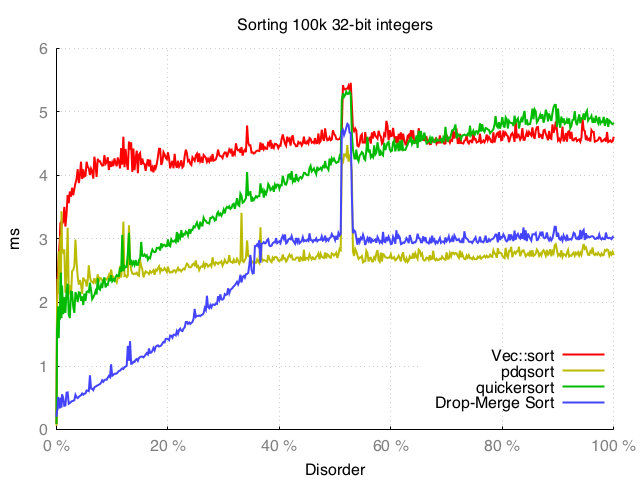 Sorting 100k 32-bit integers
6
5
4
3
2
1
0
ms
Vec::sort
pdqsort
quickersort
Drop-Merge Sort
0 % 20 % 40 % 60 % 80 % 100 %
Disorder